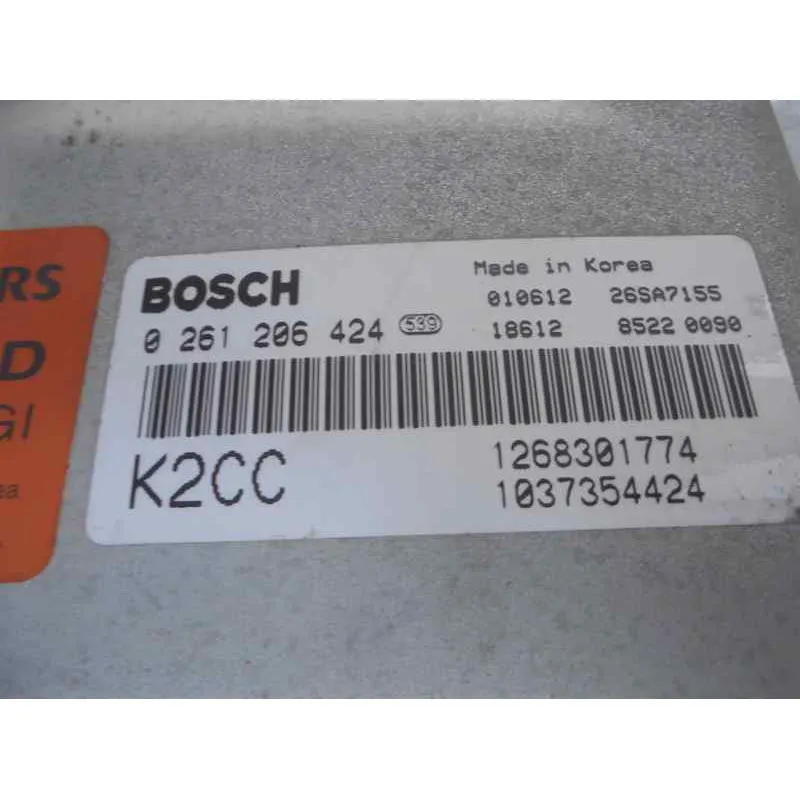 RS
D
GI
ea
BOSCH
Made in Korea
010612 26SA7155
0 261 206 424 539
18612 8522 0090
K2CC
1268301774
1037354424